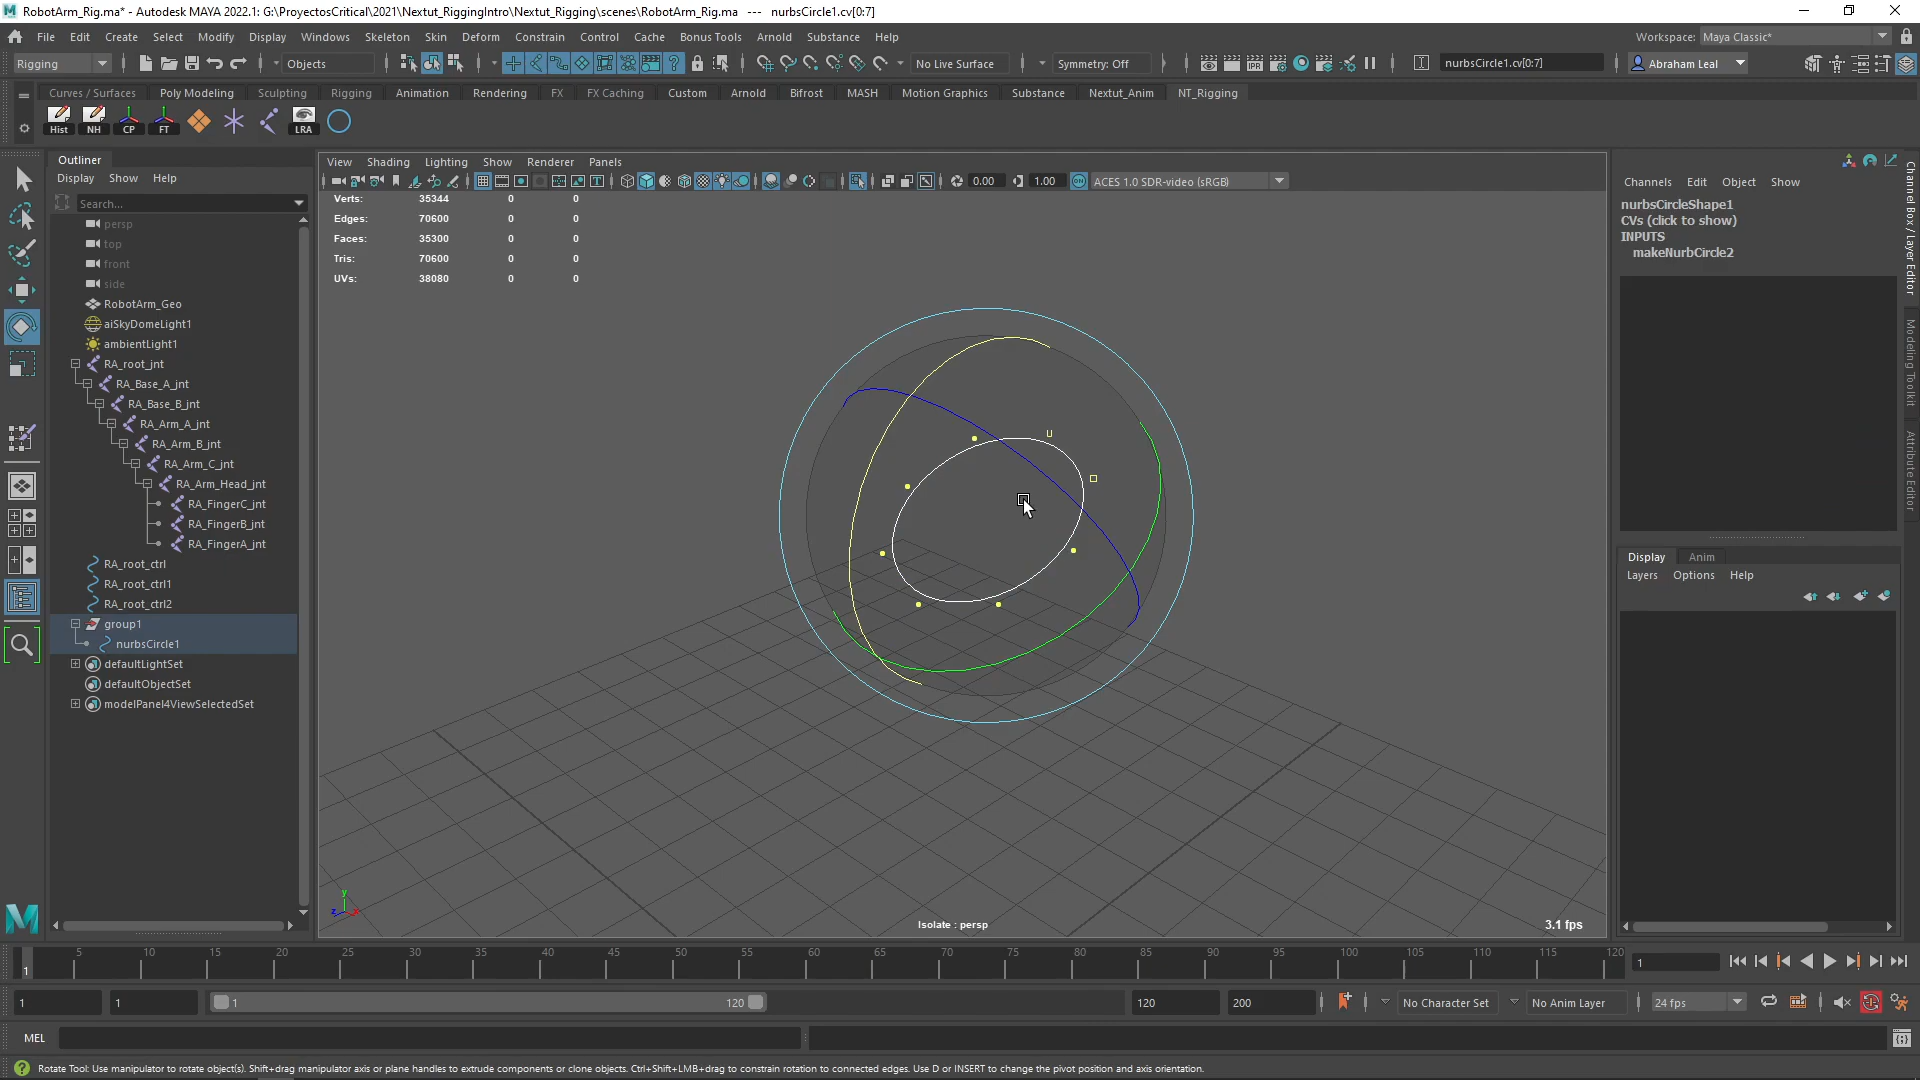 RobotArm_Rig.ma* - Autodesk MAYA 2022.1: G:\ProyectosCritical\2021\Nextut_RiggingIntro\Nextut_Rigging\scenes\RobotArm_Rig.ma --- nurbsCircle1.cv[0:7]
File Edit Create Select Modify Display Windows Skeleton Skin Deform Constrain Control Cache Bonus Tools Arnold Substance Help
Workspace: Maya Classic*
Rigging
Objects
No Live Surface
Symmetry: Off
nurbsCircle1.cv[0:7]
Abraham Leal
Curves / Surfaces Poly Modeling Sculpting Rigging Animation Rendering FX FX Caching Custom Arnold Bifrost MASH Motion Graphics Substance Nextut_Anim NT_Rigging
Hist NH CP FT LRA
Outliner
Display Show Help
Search...
persp
top
front
side
RobotArm_Geo
aiSkyDomeLight1
ambientLight1
RA_root_jnt
RA_Base_A_jnt
RA_Base_B_jnt
RA_Arm_A_jnt
RA_Arm_B_jnt
RA_Arm_C_jnt
RA_Arm_Head_jnt
RA_FingerC_jnt
RA_FingerB_jnt
RA_FingerA_jnt
RA_root_ctrl
RA_root_ctrl1
RA_root_ctrl2
group1
nurbsCircle1
defaultLightSet
defaultObjectSet
modelPanel4ViewSelectedSet
View Shading Lighting Show Renderer Panels
0.00 1.00 ACES 1.0 SDR-video (sRGB)
Verts: 35344 0 0
Edges: 70600 0 0
Faces: 35300 0 0
Tris: 70600 0 0
UVs: 38080 0 0
U
y
z
x
Isolate : persp
3.1 fps
Channels Edit Object Show
nurbsCircleShape1
CVs (click to show)
INPUTS
makeNurbCircle2
Display Anim
Layers Options Help
Channel Box / Layer Editor
Modeling Toolkit
Attribute Editor
1 5 10 15 20 25 30 35 40 45 50 55 60 65 70 75 80 85 90 95 100 105 110 115 120
1
1 1 1 120 120 200
No Character Set No Anim Layer 24 fps
MEL
Rotate Tool: Use manipulator to rotate object(s). Shift+drag manipulator axis or plane handles to extrude components or clone objects. Ctrl+Shift+LMB+drag to constrain rotation to connected edges. Use D or INSERT to change the pivot position and axis orientation.